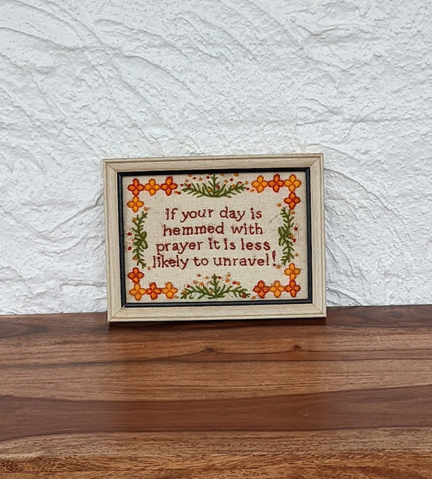 If your day is
hemmed with
prayer it is less
likely to unravel!